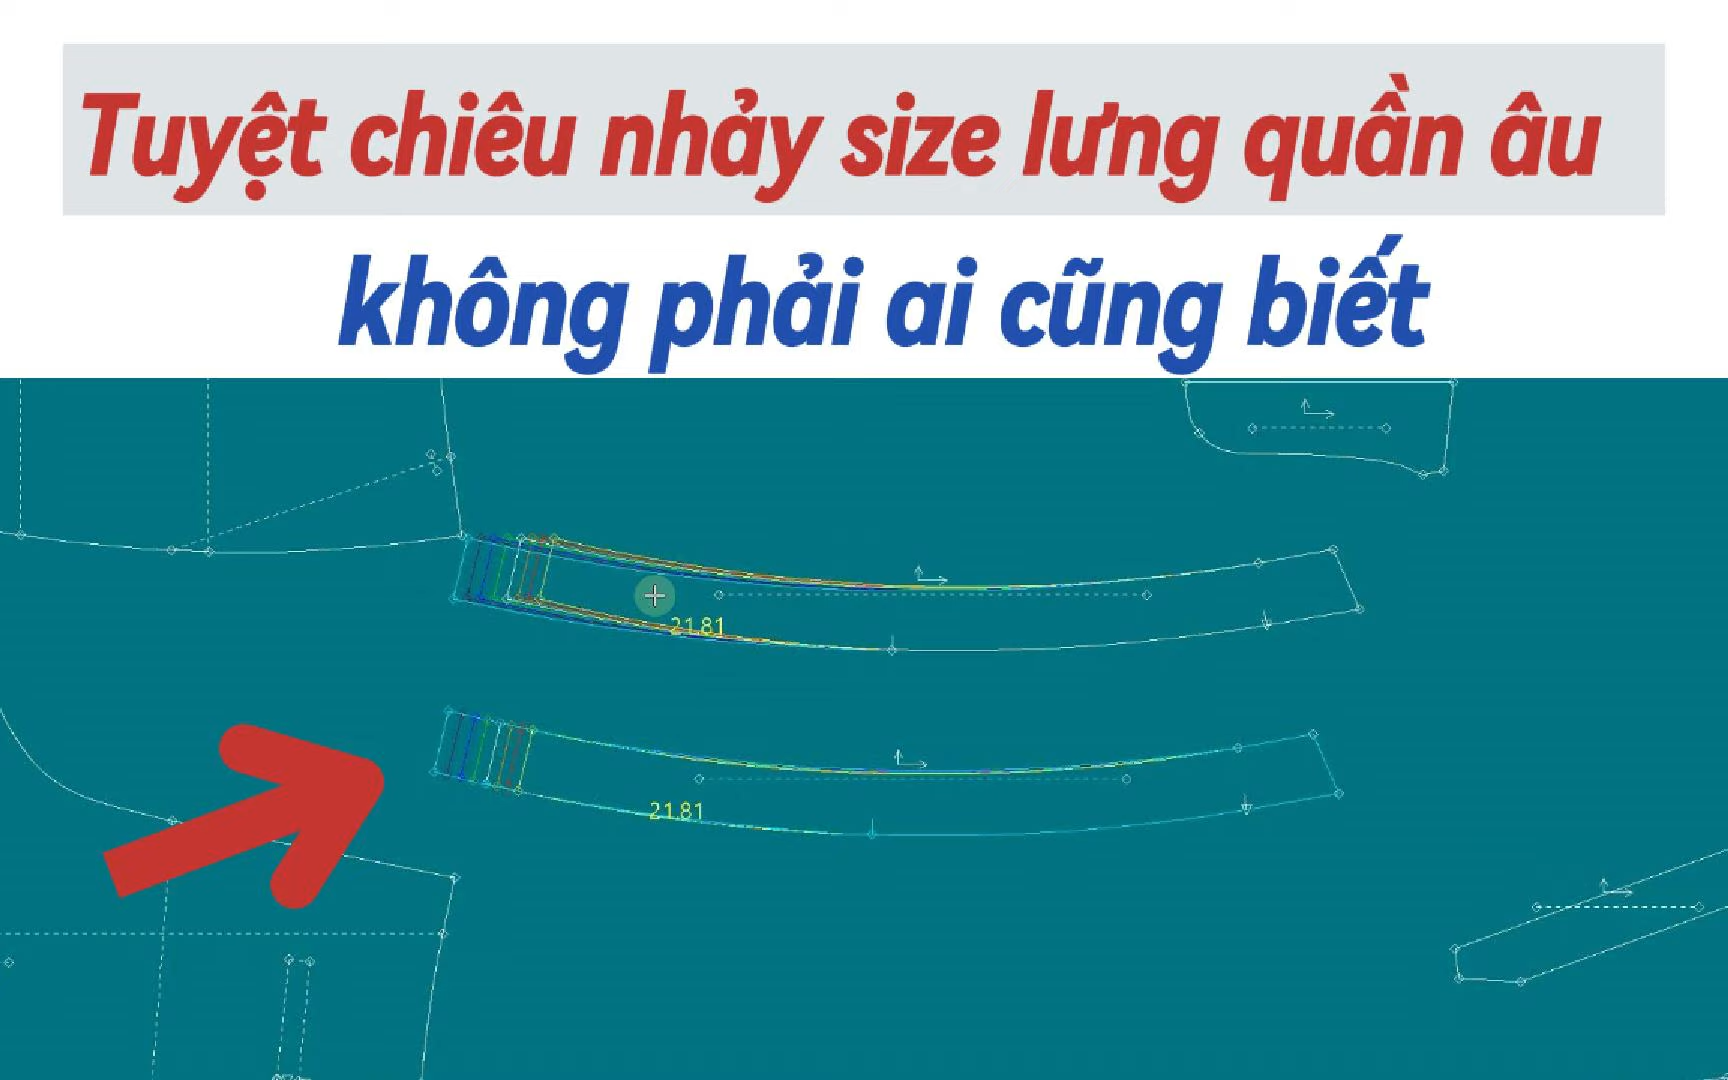 Tuyệt chiêu nhảy size lưng quần âu
không phải ai cũng biết
21.81
21.81